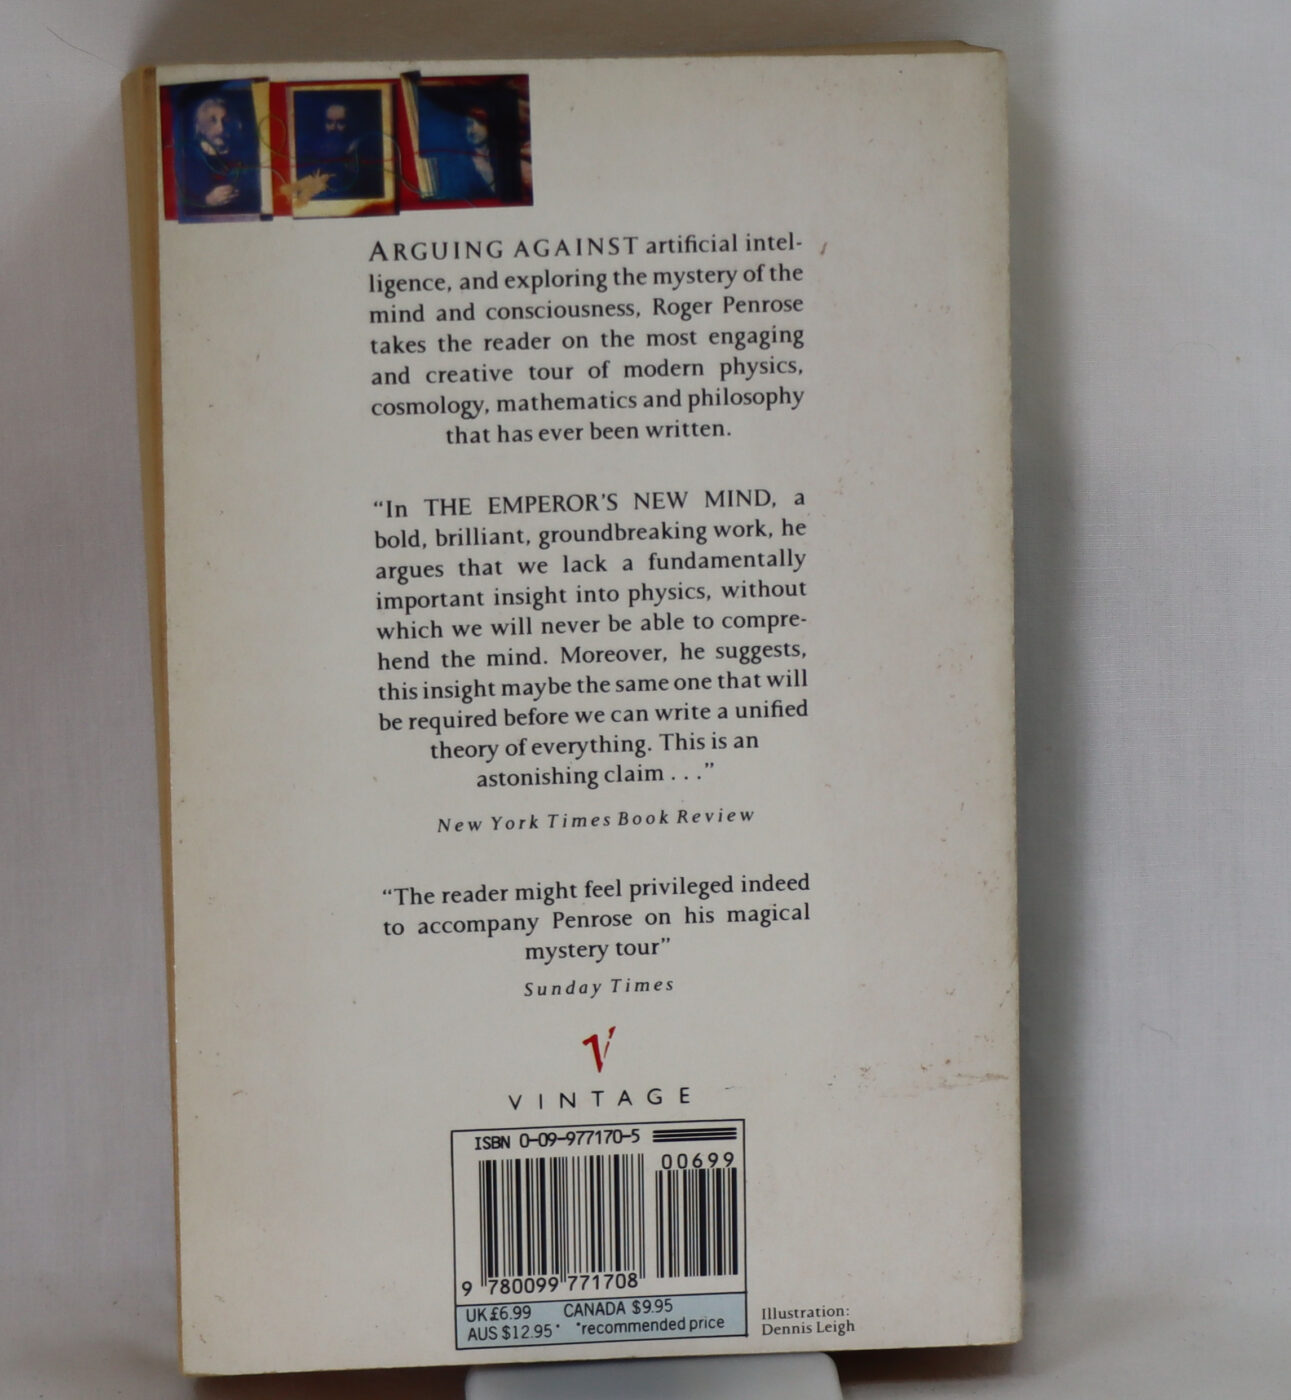 ARGUING AGAINST artificial intel-
ligence, and exploring the mystery of the
mind and consciousness, Roger Penrose
takes the reader on the most engaging
and creative tour of modern physics,
cosmology, mathematics and philosophy
that has ever been written.
“In THE EMPEROR'S NEW MIND, a
bold, brilliant, groundbreaking work, he
argues that we lack a fundamentally
important insight into physics, without
which we will never be able to compre-
hend the mind. Moreover, he suggests,
this insight maybe the same one that will
be required before we can write a unified
theory of everything. This is an
astonishing claim . . .”
New York Times Book Review
“The reader might feel privileged indeed
to accompany Penrose on his magical
mystery tour”
Sunday Times
V
VINTAGE
ISBN 0-09-977170-5
00699
9 780099 771708
UK £6.99 CANADA $9.95
AUS $12.95* *recommended price
Illustration:
Dennis Leigh